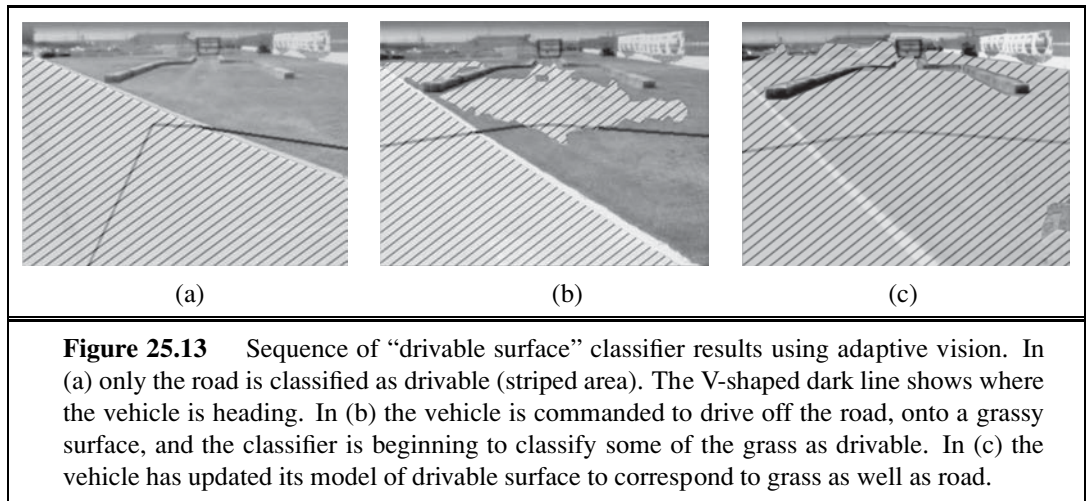 (a) (b) (c)
Figure 25.13 Sequence of “drivable surface” classifier results using adaptive vision. In
(a) only the road is classified as drivable (striped area). The V-shaped dark line shows where
the vehicle is heading. In (b) the vehicle is commanded to drive off the road, onto a grassy
surface, and the classifier is beginning to classify some of the grass as drivable. In (c) the
vehicle has updated its model of drivable surface to correspond to grass as well as road.